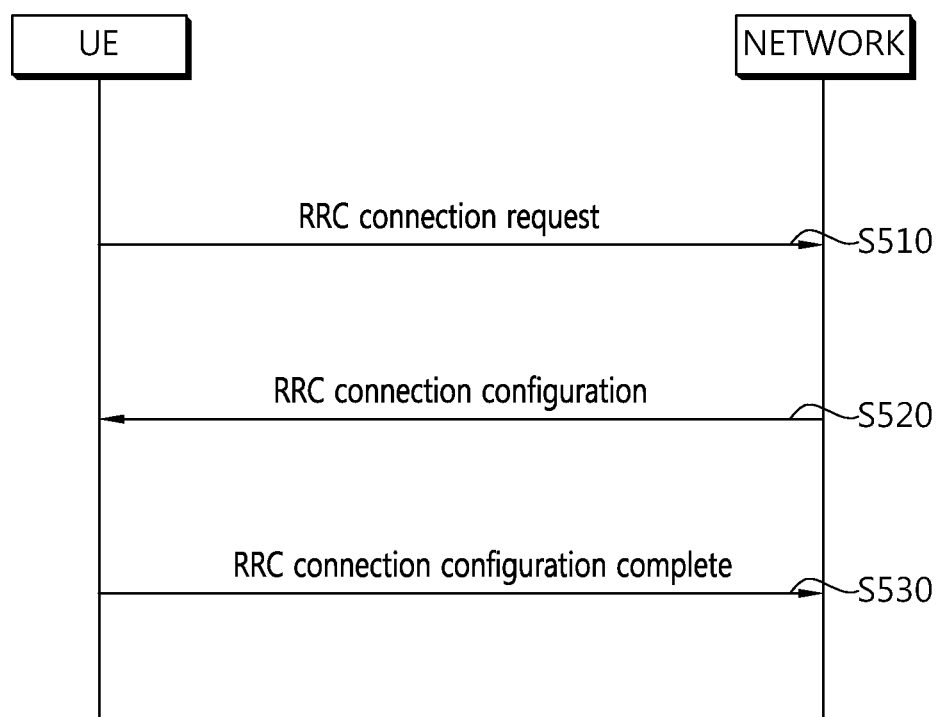 UE
NETWORK
RRC connection request
S510
RRC connection configuration
S520
RRC connection configuration complete
S530